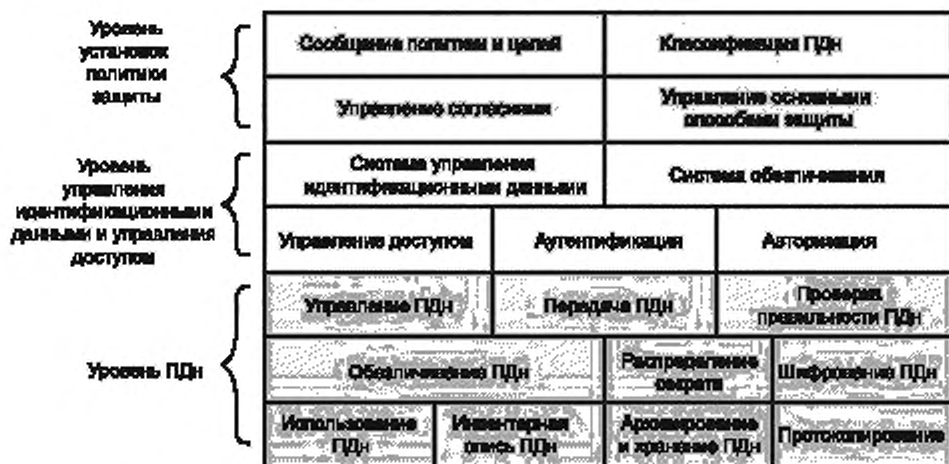 Уровень
установок
политики
защиты
Сообщение политики и целей
Классификация ПДн
Управление согласиями
Управление основными
способами защиты
Уровень
управления
идентификационными
данными и управления
доступом
Система управления
идентификационными данными
Система обезличивания
Управление доступом
Аутентификация
Авторизация
Уровень ПДн
Управление ПДн
Передача ПДн
Проверка
правильности ПДн
Обезличивание ПДн
Распределение
секрета
Шифрование ПДн
Использование
ПДн
Инвентарная
опись ПДн
Архивирование
и хранение ПДн
Протоколирование